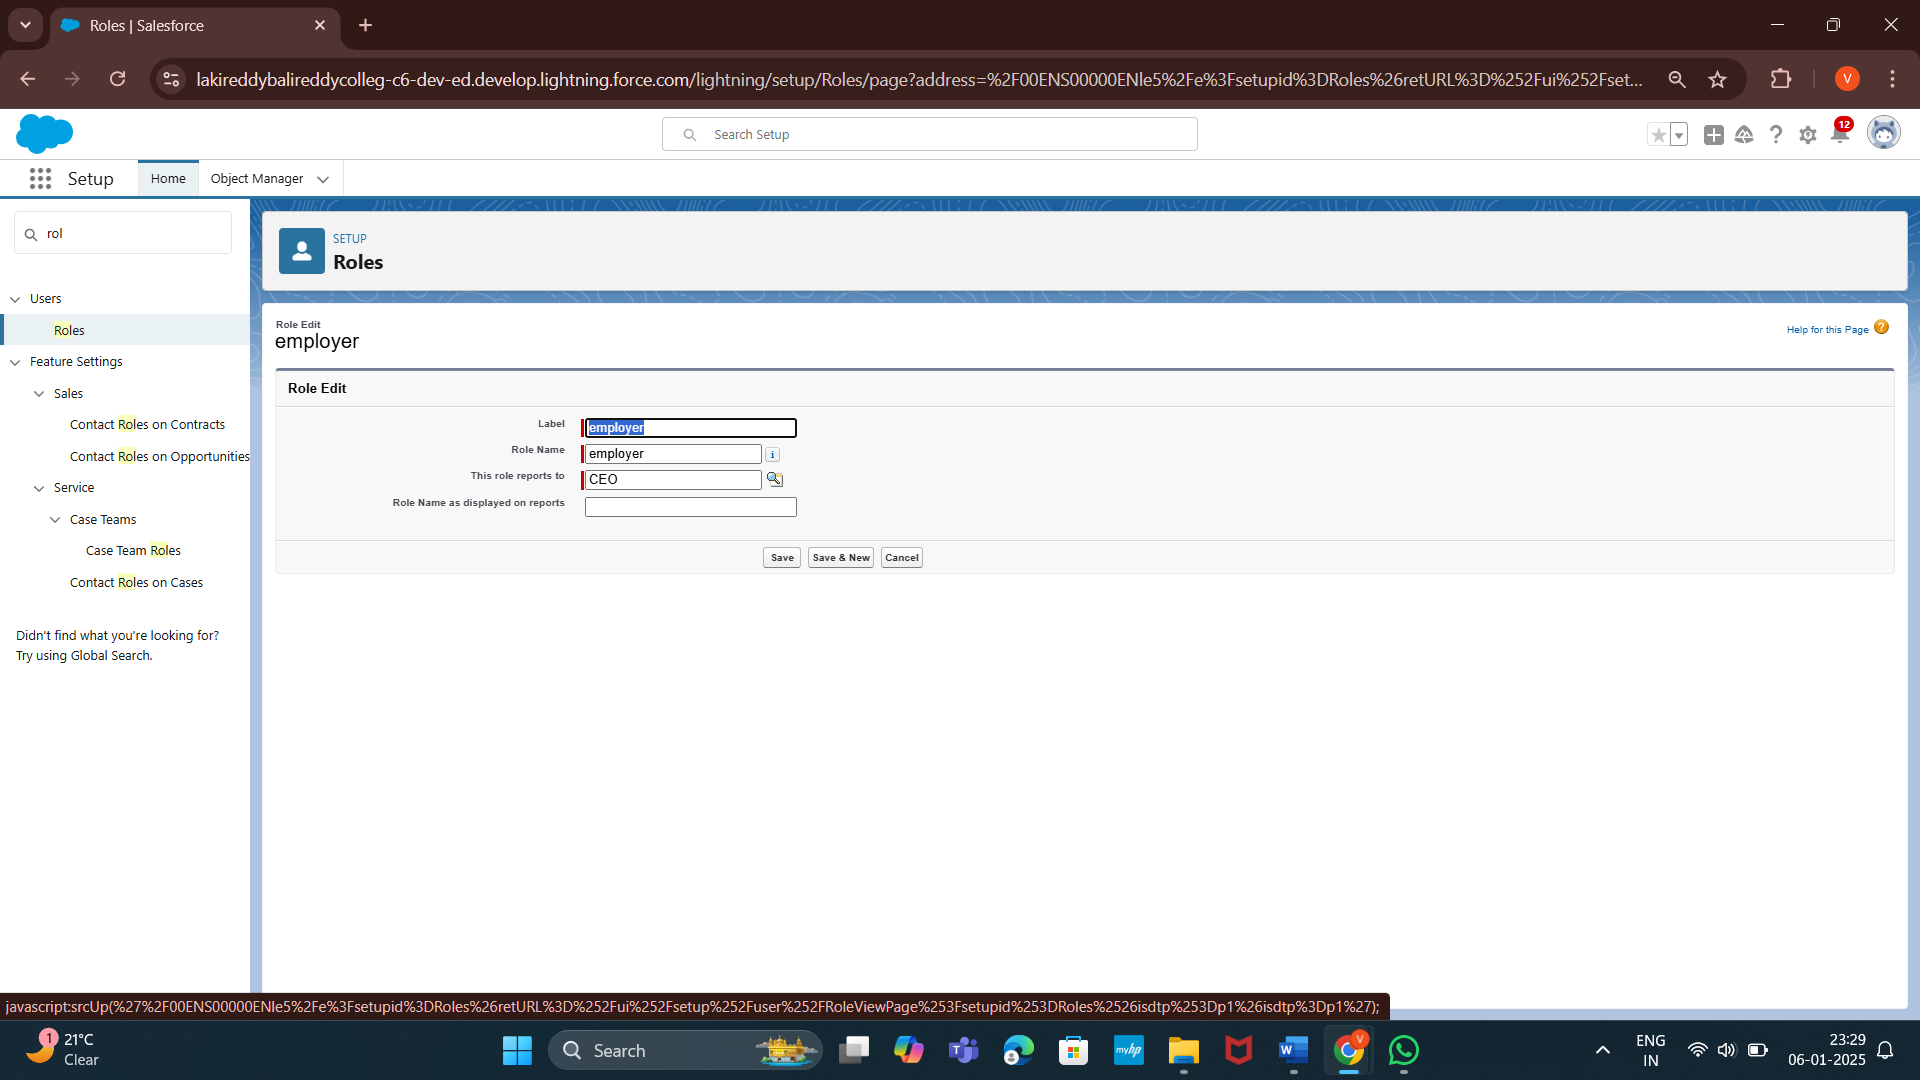 Roles | Salesforce
lakireddybalireddycolleg-c6-dev-ed.develop.lightning.force.com/lightning/setup/Roles/page?address=%2F00ENS00000ENle5%2Fe%3Fsetupid%3DRoles%26retURL%3D%252Fui%252Fset...
V
Search Setup
12
Setup
Home
Object Manager
rol
Users
Roles
Feature Settings
Sales
Contact Roles on Contracts
Contact Roles on Opportunities
Service
Case Teams
Case Team Roles
Contact Roles on Cases
Didn't find what you're looking for?
Try using Global Search.
SETUP
Roles
Role Edit
employer
Help for this Page ?
Role Edit
Label employer
Role Name employer i
This role reports to CEO
Role Name as displayed on reports
Save Save & New Cancel
javascript:srcUp(%27%2F00ENS00000ENle5%2Fe%3Fsetupid%3DRoles%26retURL%3D%252Fui%252Fsetup%252Fuser%252FRoleViewPage%253Fsetupid%253DRoles%2526isdtp%253Dp1%26isdtp%3Dp1%27);
1
21°C
Clear
Search
myhp
W
V
ENG
IN
23:29
06-01-2025